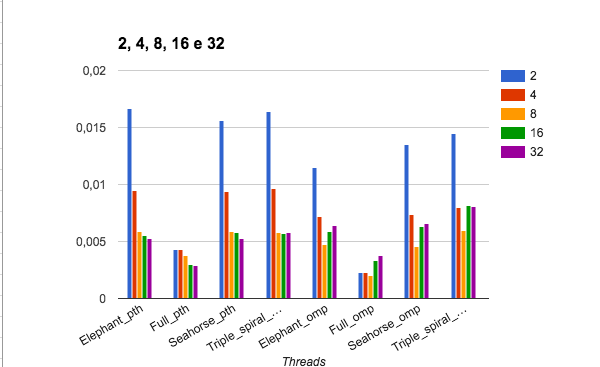 2, 4, 8, 16 e 32
0,02
0,015
0,01
0,005
0
2
4
8
16
32
Elephant_pth
Full_pth
Seahorse_pth
Triple_spiral_…
Elephant_omp
Full_omp
Seahorse_omp
Triple_spiral_…
Threads